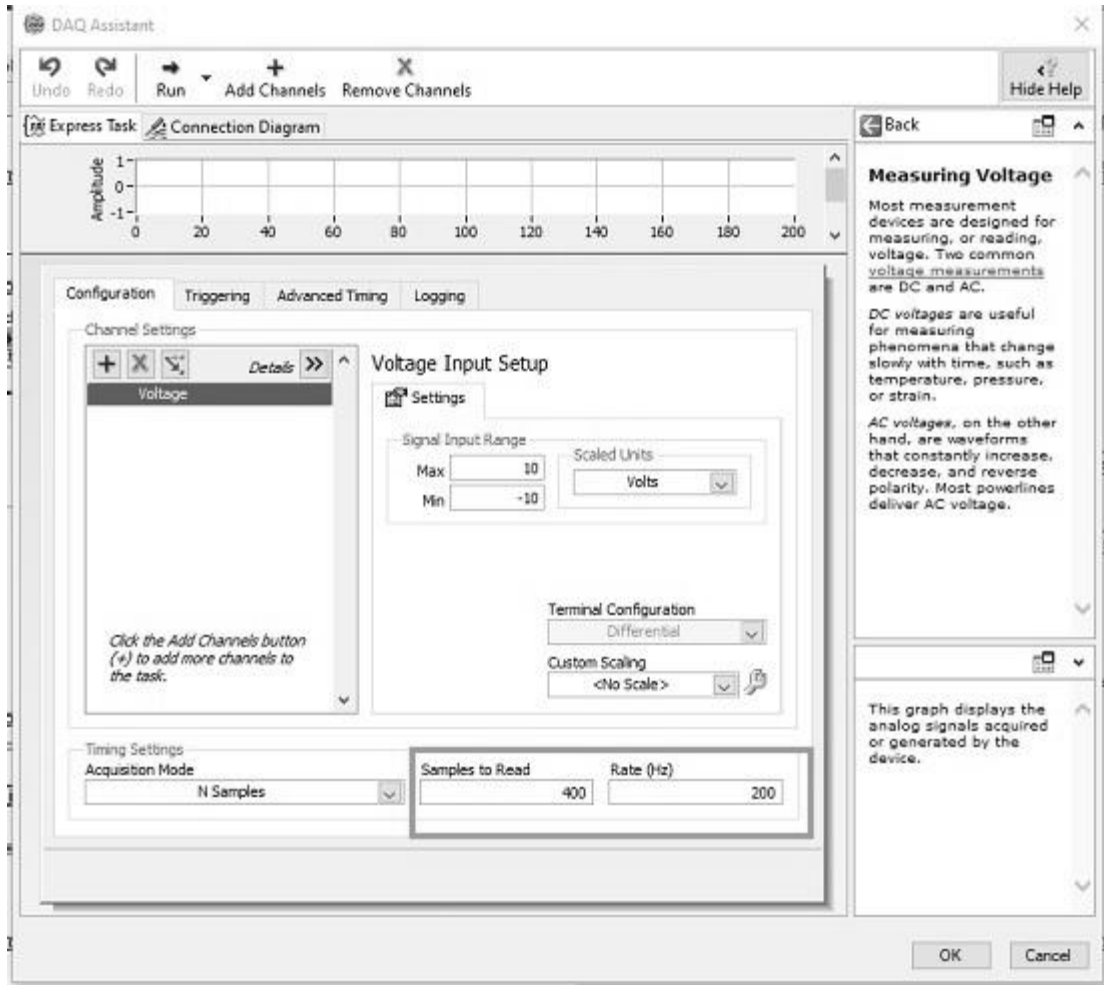 DAQ Assistant
Undo Redo Run Add Channels Remove Channels Hide Help
Express Task Connection Diagram
Back
Amplitude
1
0
-1
0 20 40 60 80 100 120 140 160 180 200
Measuring Voltage
Most measurement
devices are designed for
measuring, or reading,
voltage. Two common
voltage measurements
are DC and AC.
DC voltages are useful
for measuring
phenomena that change
slowly with time, such as
temperature, pressure,
or strain.
AC voltages, on the other
hand, are waveforms
that constantly increase,
decrease, and reverse
polarity. Most powerlines
deliver AC voltage.
Configuration Triggering Advanced Timing Logging
Channel Settings
Details
Voltage
Click the Add Channels button
(+) to add more channels to
the task.
Voltage Input Setup
Settings
Signal Input Range
Max 10
Min -10
Scaled Units
Volts
Terminal Configuration
Differential
Custom Scaling
<No Scale>
Timing Settings
Acquisition Mode
N Samples
Samples to Read
400
Rate (Hz)
200
This graph displays the
analog signals acquired
or generated by the
device.
OK Cancel